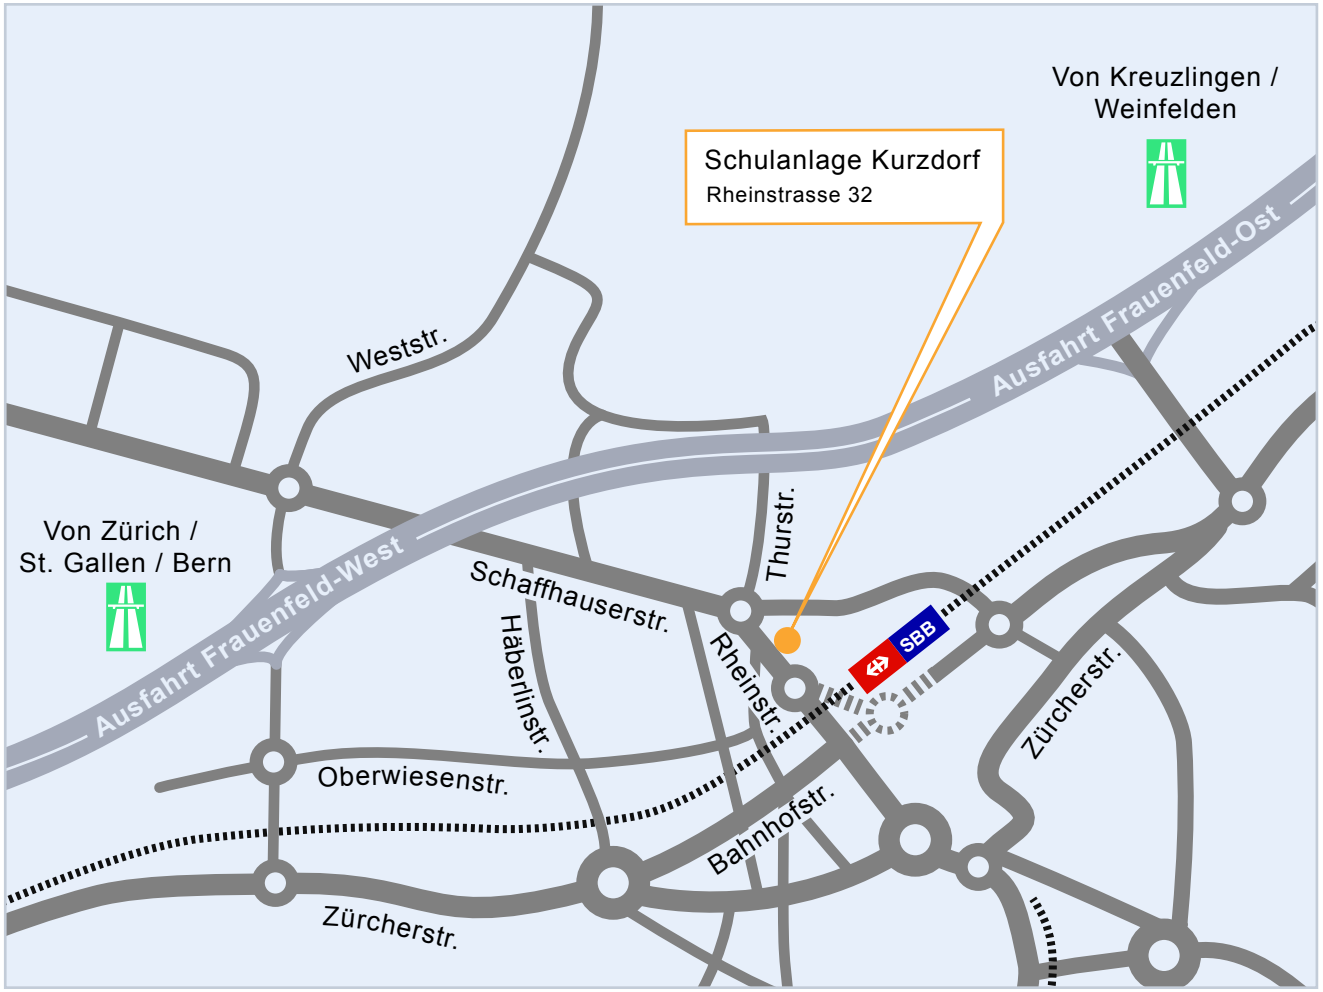 Von Kreuzlingen /
Weinfelden
Schulanlage Kurzdorf
Rheinstrasse 32
Ausfahrt Frauenfeld-Ost
Weststr.
Von Zürich /
St. Gallen / Bern
Ausfahrt Frauenfeld-West
Thurstr.
Schaffhauserstr.
Häberlinstr.
Rheinstr.
SBB
Zürcherstr.
Oberwiesenstr.
Bahnhofstr.
Zürcherstr.